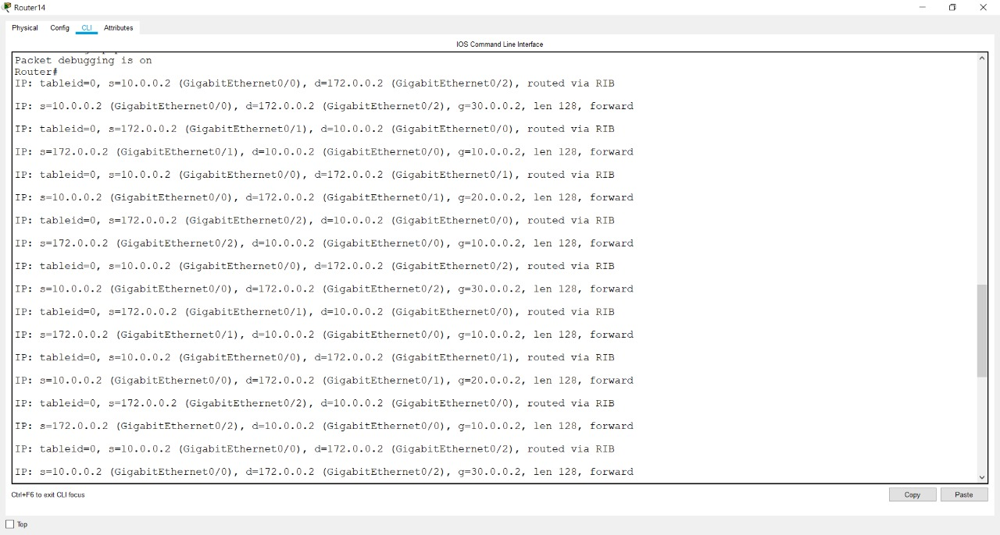 Router14
Physical Config CLI Attributes
IOS Command Line Interface
Packet debugging is on
Router#
IP: tableid=0, s=10.0.0.2 (GigabitEthernet0/0), d=172.0.0.2 (GigabitEthernet0/2), routed via RIB
IP: s=10.0.0.2 (GigabitEthernet0/0), d=172.0.0.2 (GigabitEthernet0/2), g=30.0.0.2, len 128, forward
IP: tableid=0, s=172.0.0.2 (GigabitEthernet0/1), d=10.0.0.2 (GigabitEthernet0/0), routed via RIB
IP: s=172.0.0.2 (GigabitEthernet0/1), d=10.0.0.2 (GigabitEthernet0/0), g=10.0.0.2, len 128, forward
IP: tableid=0, s=10.0.0.2 (GigabitEthernet0/0), d=172.0.0.2 (GigabitEthernet0/1), routed via RIB
IP: s=10.0.0.2 (GigabitEthernet0/0), d=172.0.0.2 (GigabitEthernet0/1), g=20.0.0.2, len 128, forward
IP: tableid=0, s=172.0.0.2 (GigabitEthernet0/2), d=10.0.0.2 (GigabitEthernet0/0), routed via RIB
IP: s=172.0.0.2 (GigabitEthernet0/2), d=10.0.0.2 (GigabitEthernet0/0), g=10.0.0.2, len 128, forward
IP: tableid=0, s=10.0.0.2 (GigabitEthernet0/0), d=172.0.0.2 (GigabitEthernet0/2), routed via RIB
IP: s=10.0.0.2 (GigabitEthernet0/0), d=172.0.0.2 (GigabitEthernet0/2), g=30.0.0.2, len 128, forward
IP: tableid=0, s=172.0.0.2 (GigabitEthernet0/1), d=10.0.0.2 (GigabitEthernet0/0), routed via RIB
IP: s=172.0.0.2 (GigabitEthernet0/1), d=10.0.0.2 (GigabitEthernet0/0), g=10.0.0.2, len 128, forward
IP: tableid=0, s=10.0.0.2 (GigabitEthernet0/0), d=172.0.0.2 (GigabitEthernet0/1), routed via RIB
IP: s=10.0.0.2 (GigabitEthernet0/0), d=172.0.0.2 (GigabitEthernet0/1), g=20.0.0.2, len 128, forward
IP: tableid=0, s=172.0.0.2 (GigabitEthernet0/2), d=10.0.0.2 (GigabitEthernet0/0), routed via RIB
IP: s=172.0.0.2 (GigabitEthernet0/2), d=10.0.0.2 (GigabitEthernet0/0), g=10.0.0.2, len 128, forward
IP: tableid=0, s=10.0.0.2 (GigabitEthernet0/0), d=172.0.0.2 (GigabitEthernet0/2), routed via RIB
IP: s=10.0.0.2 (GigabitEthernet0/0), d=172.0.0.2 (GigabitEthernet0/2), g=30.0.0.2, len 128, forward
Ctrl+F6 to exit CLI focus
Copy Paste
Top